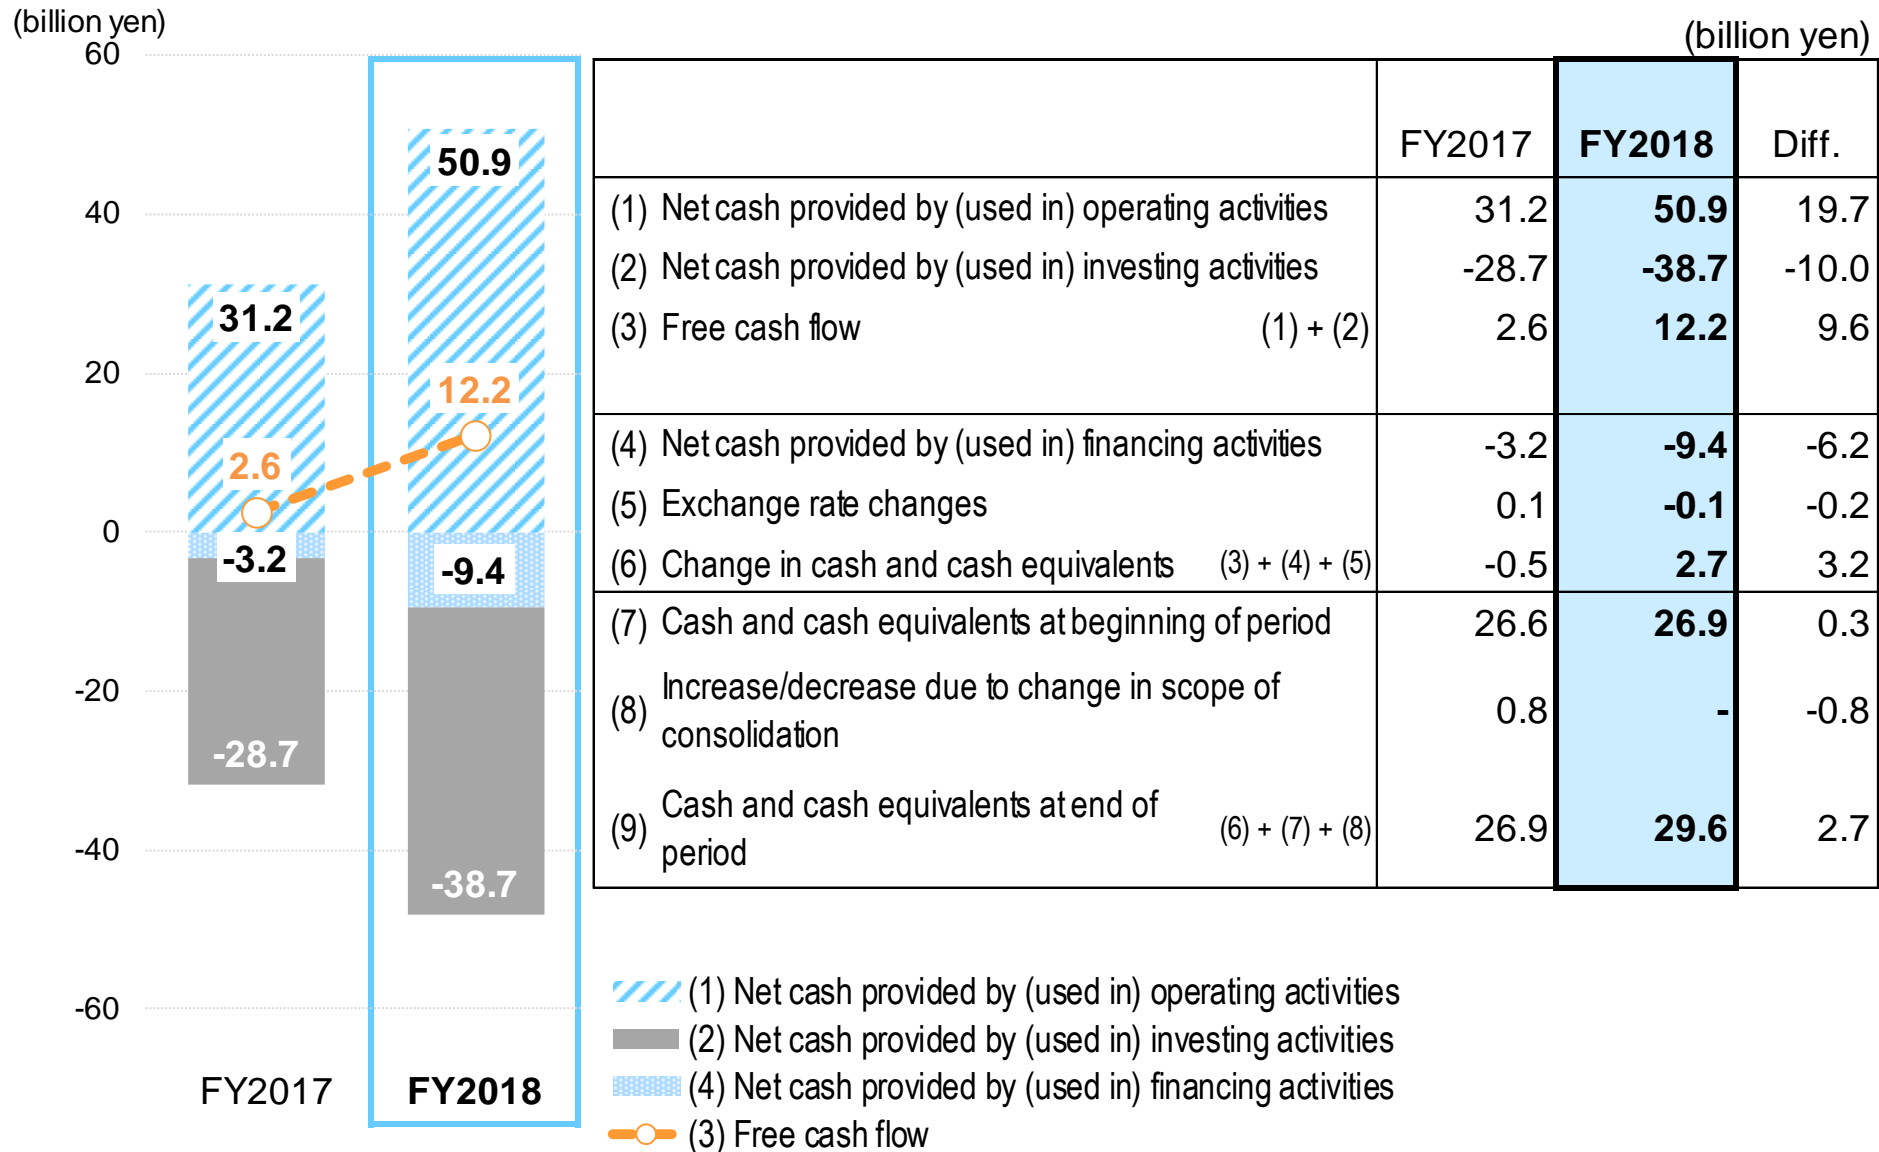 (billion yen)
60
40
20
0
-20
-40
-60
50.9
31.2
12.2
2.6
-3.2
-9.4
-28.7
-38.7
FY2017 FY2018
(billion yen)
FY2017 FY2018 Diff.
(1) Net cash provided by (used in) operating activities 31.2 50.9 19.7
(2) Net cash provided by (used in) investing activities -28.7 -38.7 -10.0
(3) Free cash flow (1) + (2) 2.6 12.2 9.6
(4) Net cash provided by (used in) financing activities -3.2 -9.4 -6.2
(5) Exchange rate changes 0.1 -0.1 -0.2
(6) Change in cash and cash equivalents (3) + (4) + (5) -0.5 2.7 3.2
(7) Cash and cash equivalents at beginning of period 26.6 26.9 0.3
(8) Increase/decrease due to change in scope of
consolidation 0.8 - -0.8
(9) Cash and cash equivalents at end of
period (6) + (7) + (8) 26.9 29.6 2.7
(1) Net cash provided by (used in) operating activities
(2) Net cash provided by (used in) investing activities
(4) Net cash provided by (used in) financing activities
(3) Free cash flow